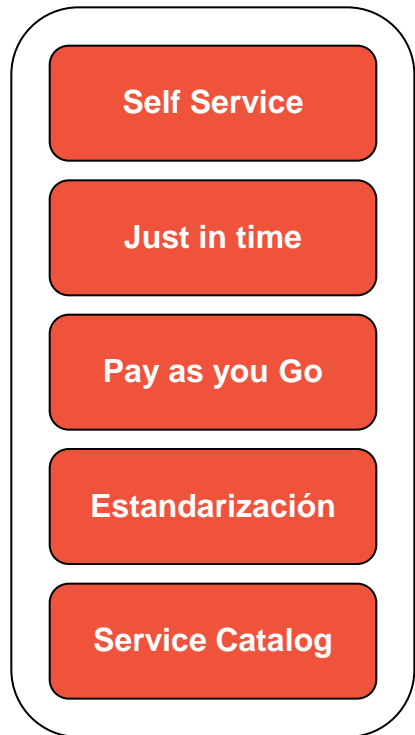 Self Service
Just in time
Pay as you Go
Estandarización
Service Catalog